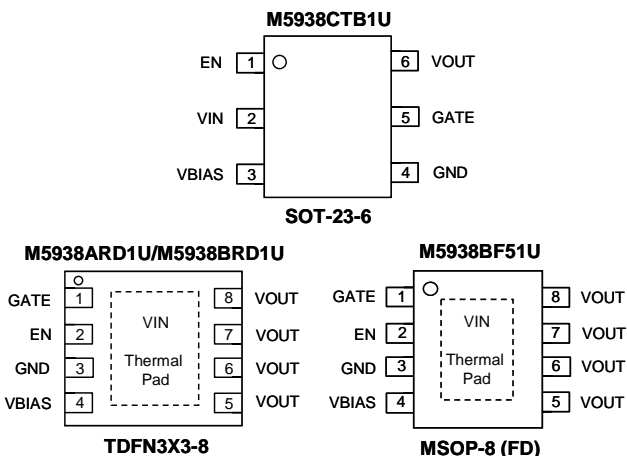 M5938CTB1U
EN 1 6 VOUT
VIN 2 5 GATE
VBIAS 3 4 GND
SOT-23-6
M5938ARD1U/M5938BRD1U
GATE 1 8 VOUT
EN 2 VIN 7 VOUT
GND 3 Thermal 6 VOUT
Pad
VBIAS 4 5 VOUT
TDFN3X3-8
M5938BF51U
GATE 1 8 VOUT
EN 2 VIN 7 VOUT
GND 3 Thermal 6 VOUT
Pad
VBIAS 4 5 VOUT
MSOP-8 (FD)